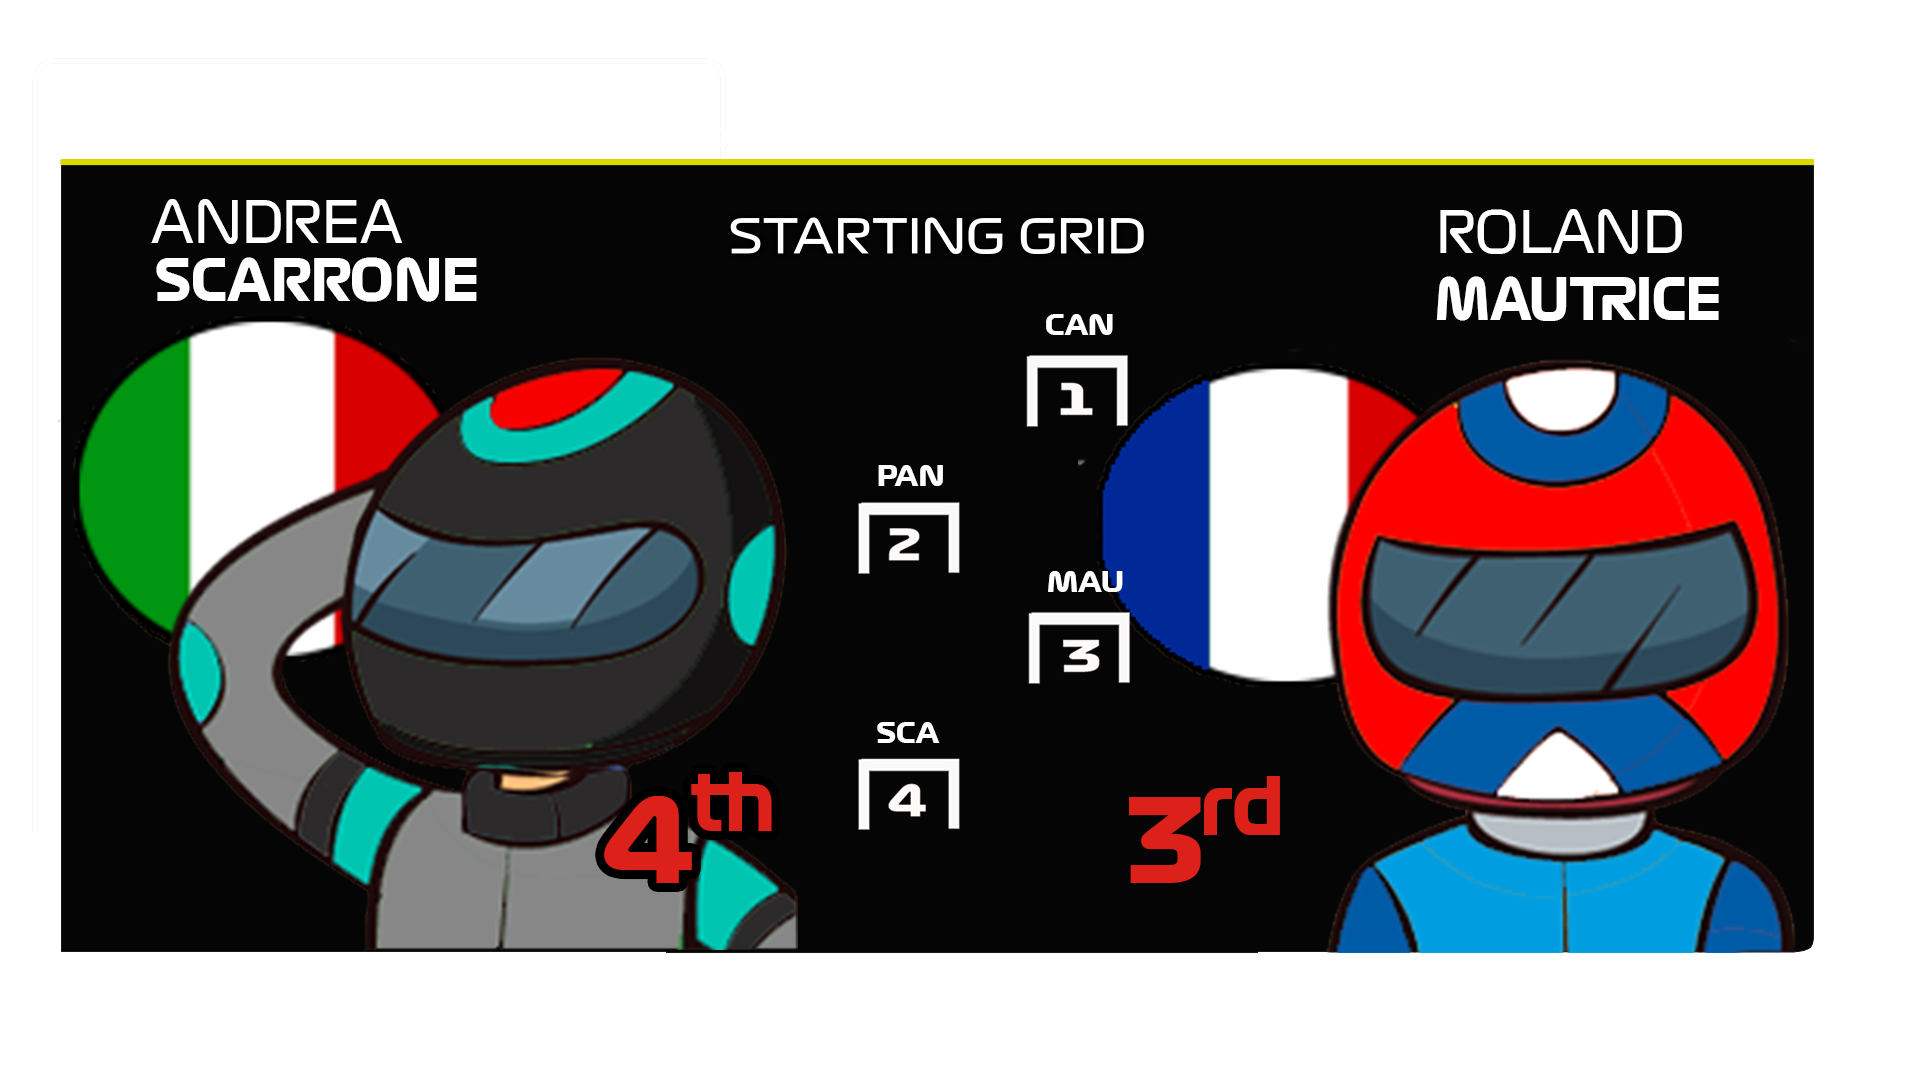 ANDREA
SCARRONE
STARTING GRID
ROLAND
MAUTRICE
CAN
1
PAN
2
MAU
3
SCA
4
4th
3rd